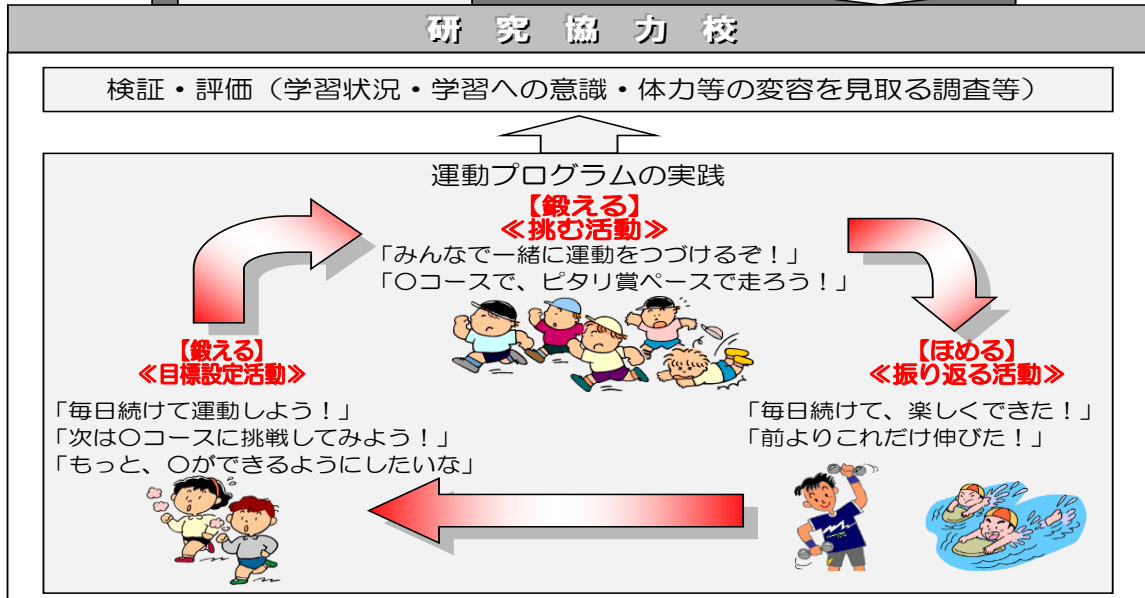 研究協力校
検証・評価（学習状況・学習への意識・体力等の変容を見取る調査等）
運動プログラムの実践
【鍛える】
≪挑む活動≫
「みんなで一緒に運動をつづけるぞ！」
「〇コースで、ピタリ賞ペースで走ろう！」
【鍛える】
≪目標設定活動≫
「毎日続けて運動しよう！」
「次は〇コースに挑戦してみよう！」
「もっと、〇ができるようにしたいな」
【ほめる】
≪振り返る活動≫
「毎日続けて、楽しくできた！」
「前よりこれだけ伸びた！」